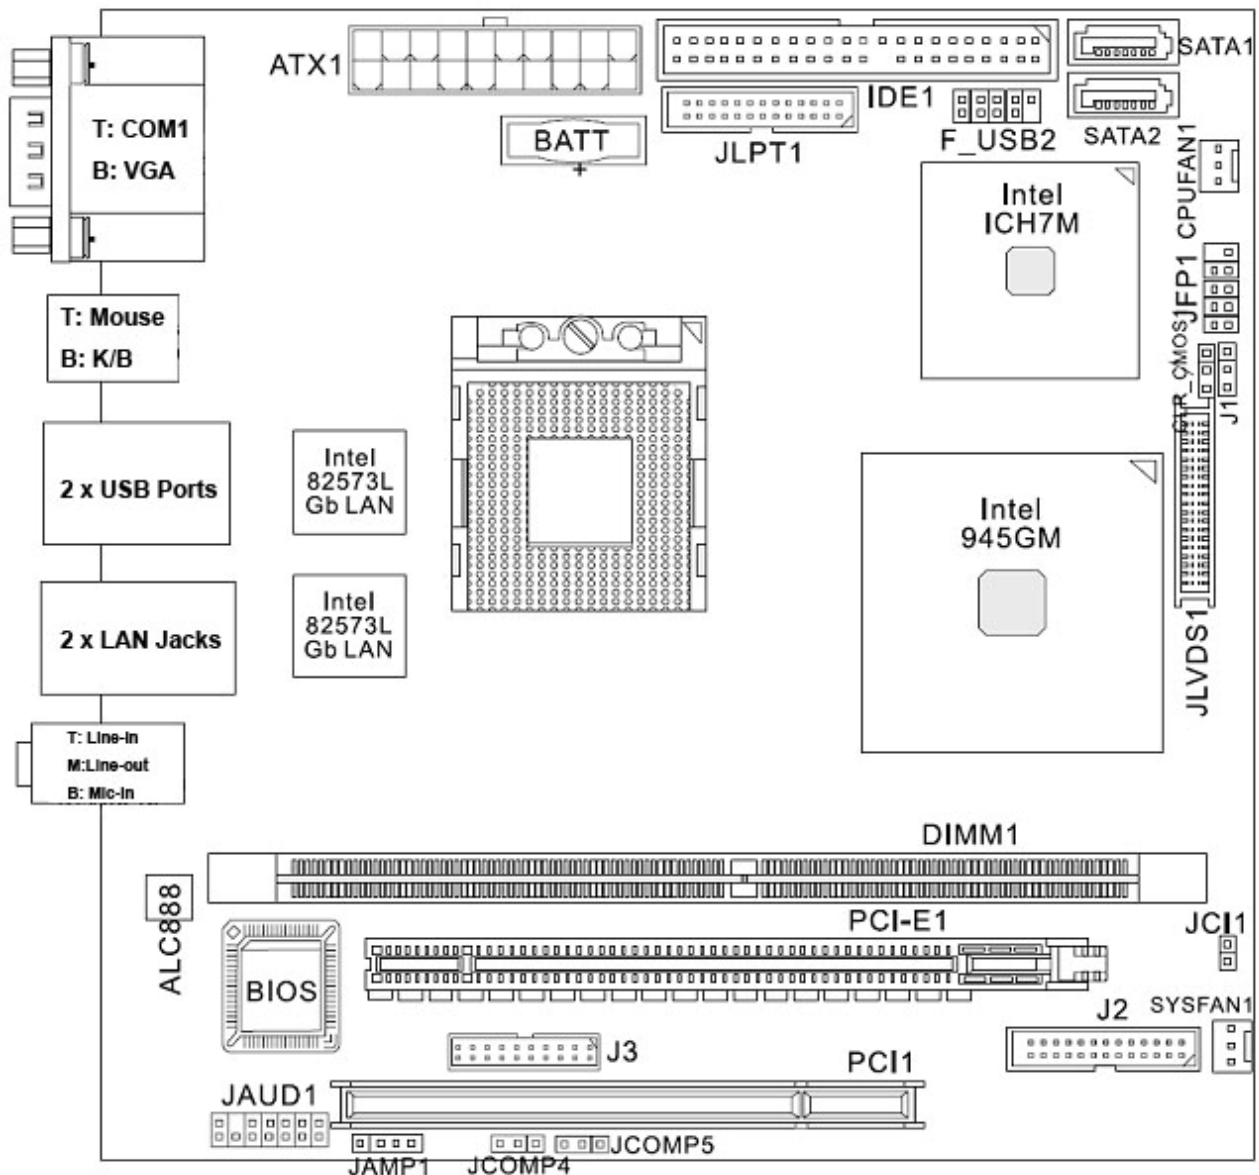 ATX1
SATA1
IDE1
T: COM1
B: VGA
BATT
JLPT1
F_USB2
SATA2
CPUFAN1
Intel
ICH7M
JFP1
T: Mouse
B: K/B
CLR_CMOS1
J1
2 x USB Ports
Intel
82573L
Gb LAN
Intel
945GM
2 x LAN Jacks
Intel
82573L
Gb LAN
JLVDS1
T: Line-in
M:Line-out
B: Mic-in
DIMM1
ALC888
PCI-E1
JCI1
BIOS
J2
SYSFAN1
J3
PCI1
JAUD1
JAMP1
JCOMP4
JCOMP5